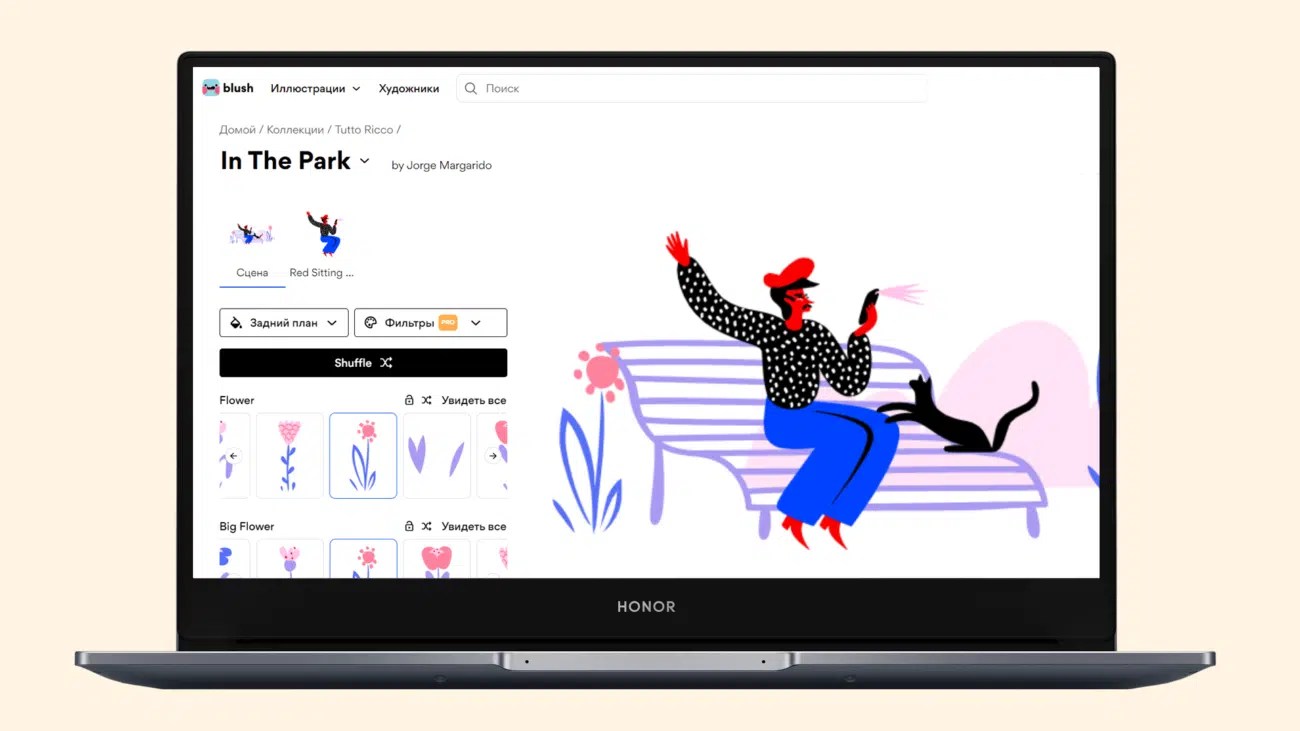 blush Иллюстрации Художники Поиск
Домой / Коллекции / Tutto Ricco /
In The Park by Jorge Margarido
Сцена Red Sitting ...
Задний план Фильтры PRO
Shuffle
Flower Увидеть все
Big Flower Увидеть все
HONOR